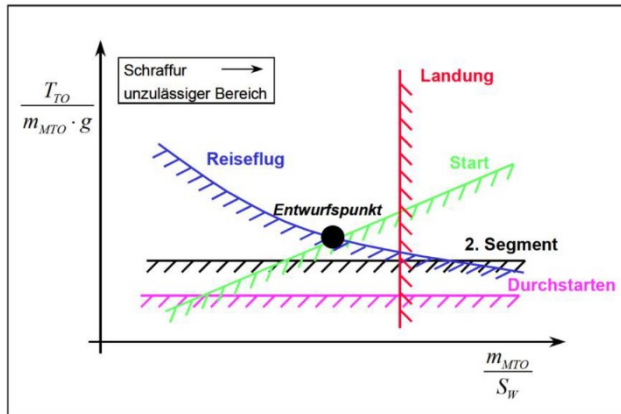 T_TO
m_MTO · g
Schraffur
unzulässiger Bereich
Landung
Reiseflug
Start
Entwurfspunkt
2. Segment
Durchstarten
m_MTO
S_W